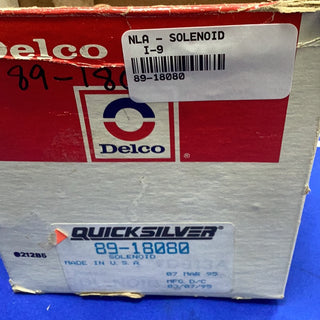 NLA - SOLENOID
I-9
89-18080
Delco
89-180
Delco
QUICKSILVER
89-18080
SOLENOID
MADE IN U.S.A
07 MAR 95
MFG. D/C
03/07/95